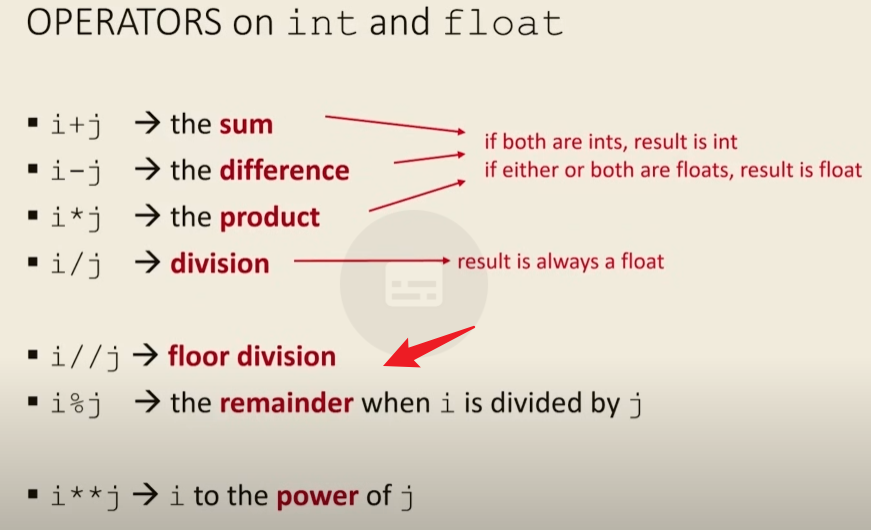 OPERATORS on int and float
▪ i+j → the sum
if both are ints, result is int
▪ i-j → the difference
if either or both are floats, result is float
▪ i*j → the product
▪ i/j → division
result is always a float
▪ i//j → floor division
▪ i%j → the remainder when i is divided by j
▪ i**j → i to the power of j